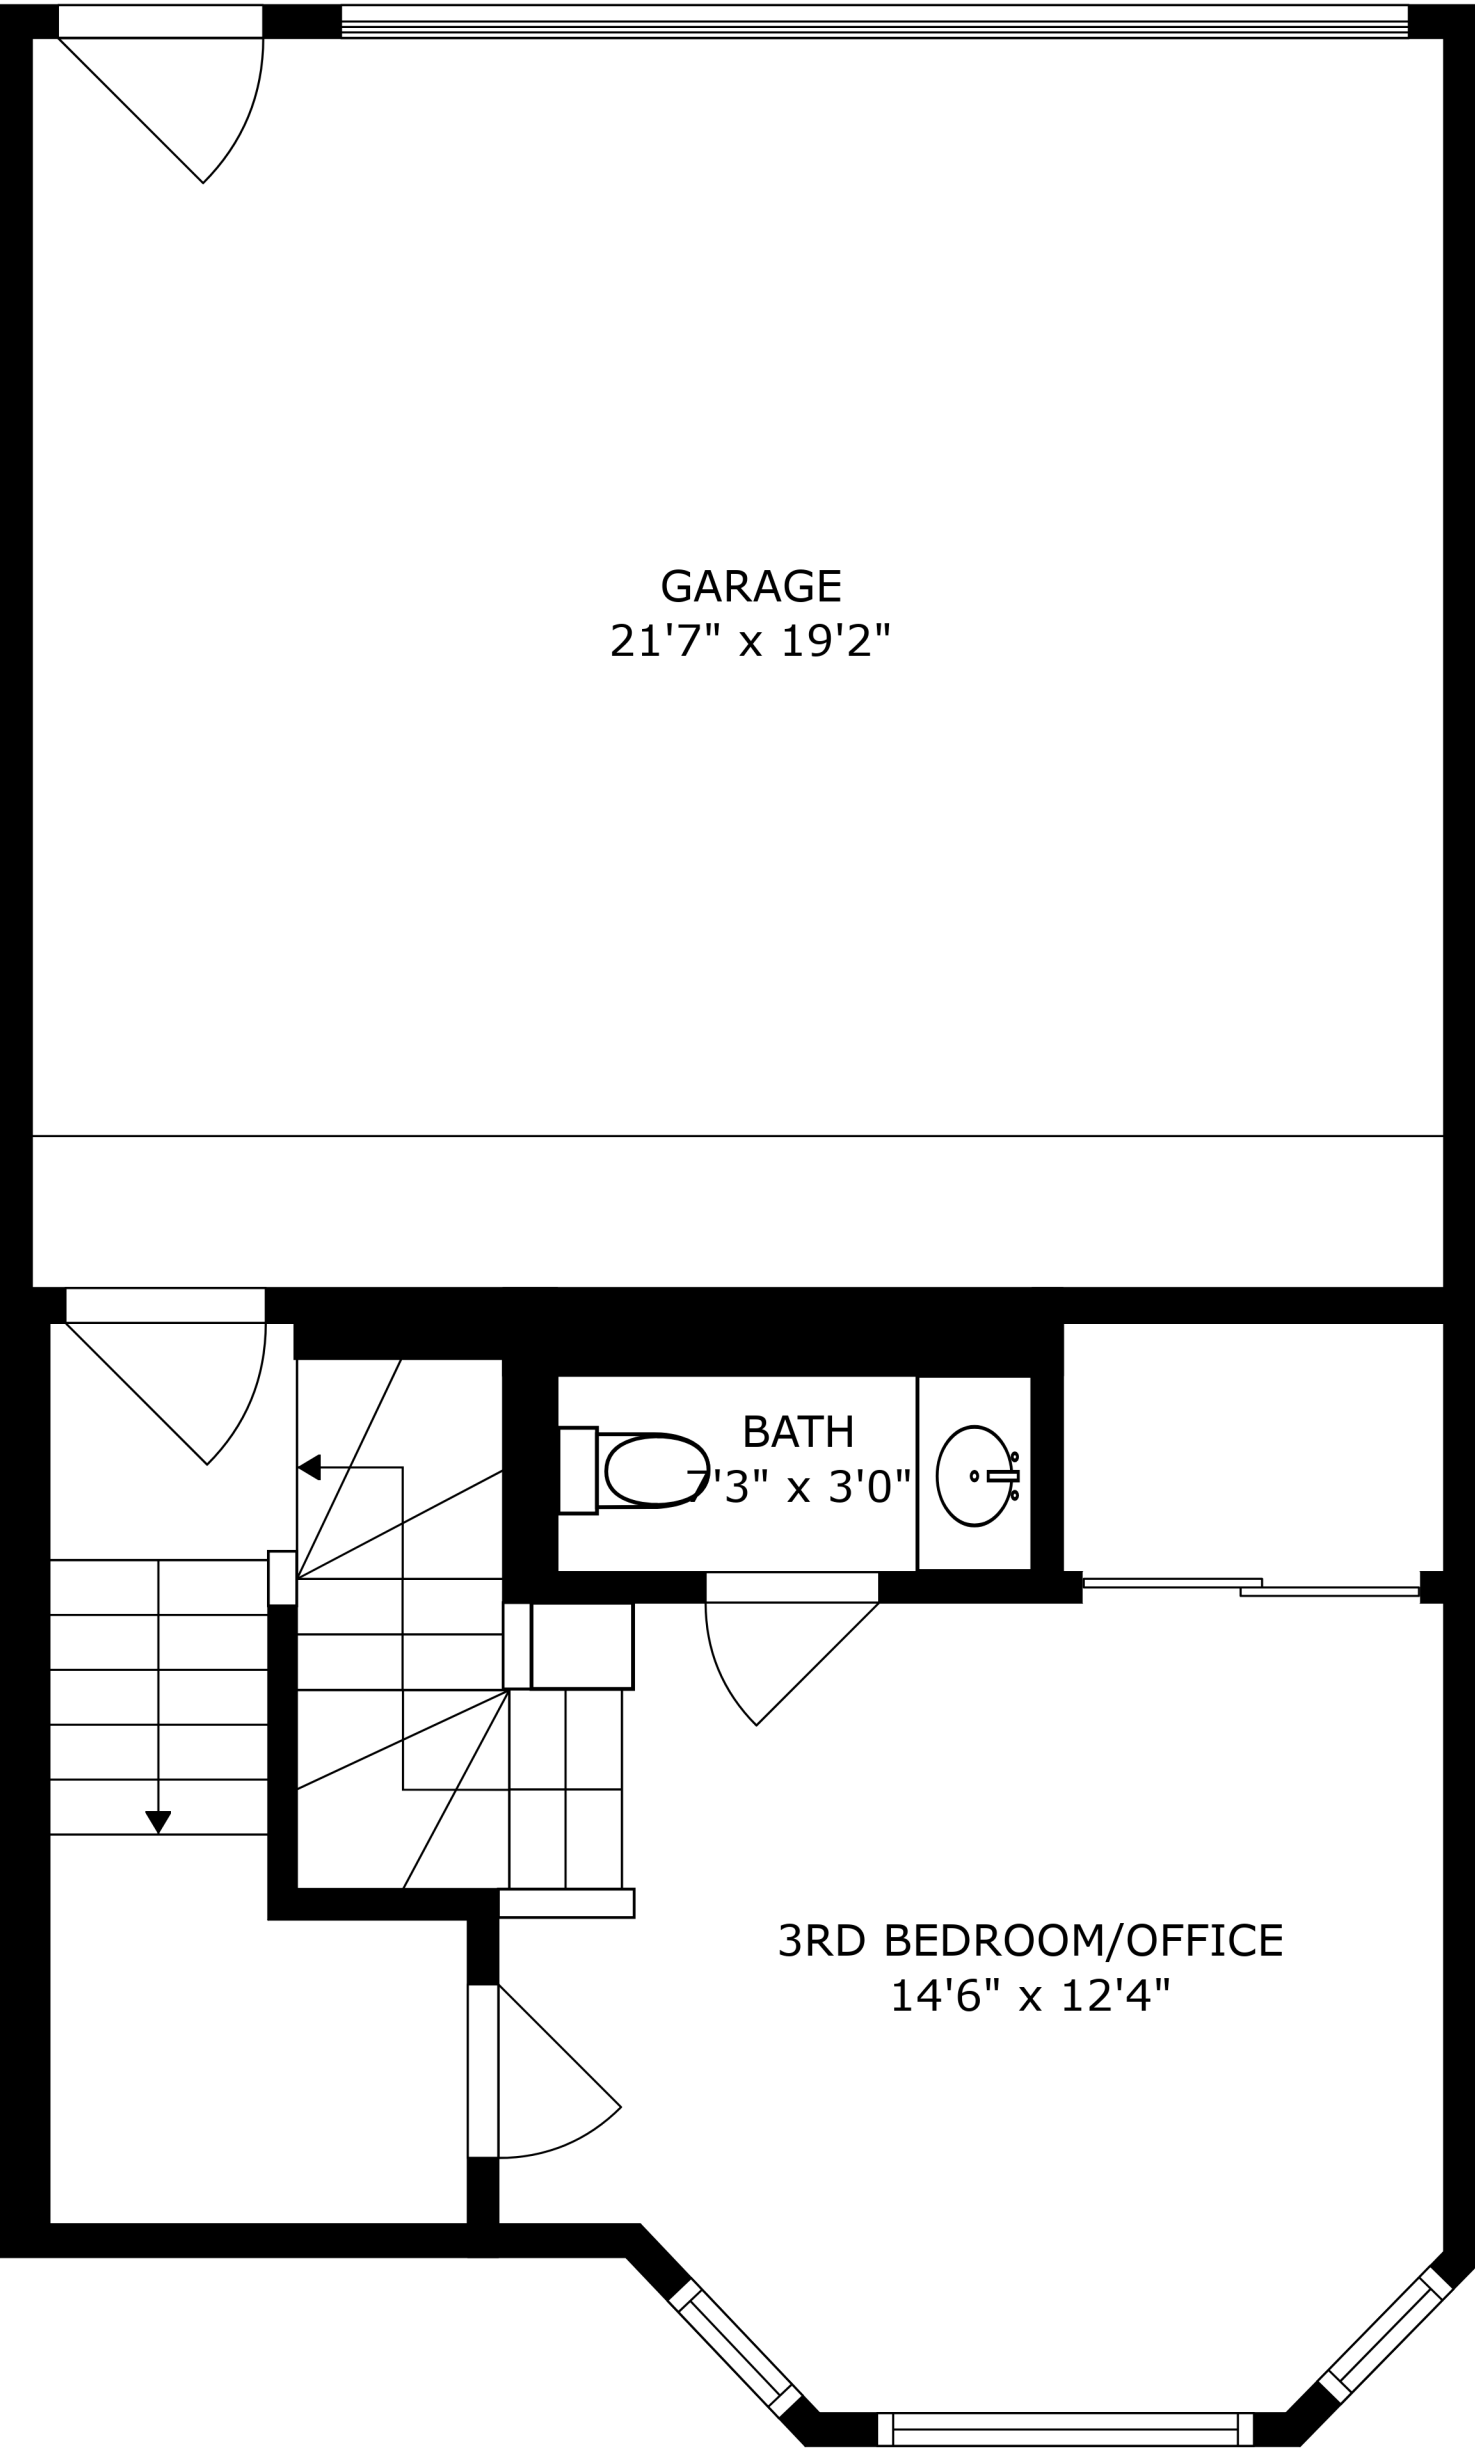 GARAGE
21'7" x 19'2"
BATH
7'3" x 3'0"
3RD BEDROOM/OFFICE
14'6" x 12'4"